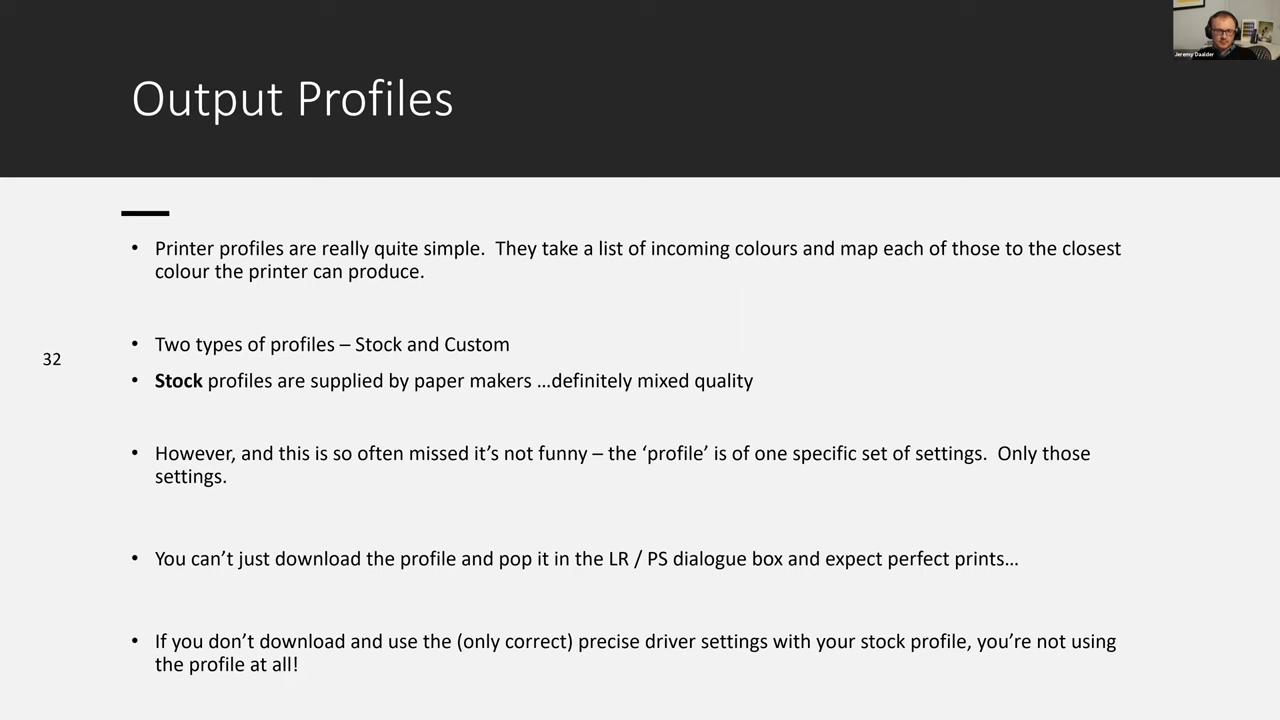 Jeremy Daalder
Output Profiles
• Printer profiles are really quite simple.  They take a list of incoming colours and map each of those to the closest
colour the printer can produce.
• Two types of profiles – Stock and Custom
32
• Stock profiles are supplied by paper makers …definitely mixed quality
• However, and this is so often missed it’s not funny – the ‘profile’ is of one specific set of settings.  Only those
settings.
• You can’t just download the profile and pop it in the LR / PS dialogue box and expect perfect prints…
• If you don’t download and use the (only correct) precise driver settings with your stock profile, you’re not using
the profile at all!